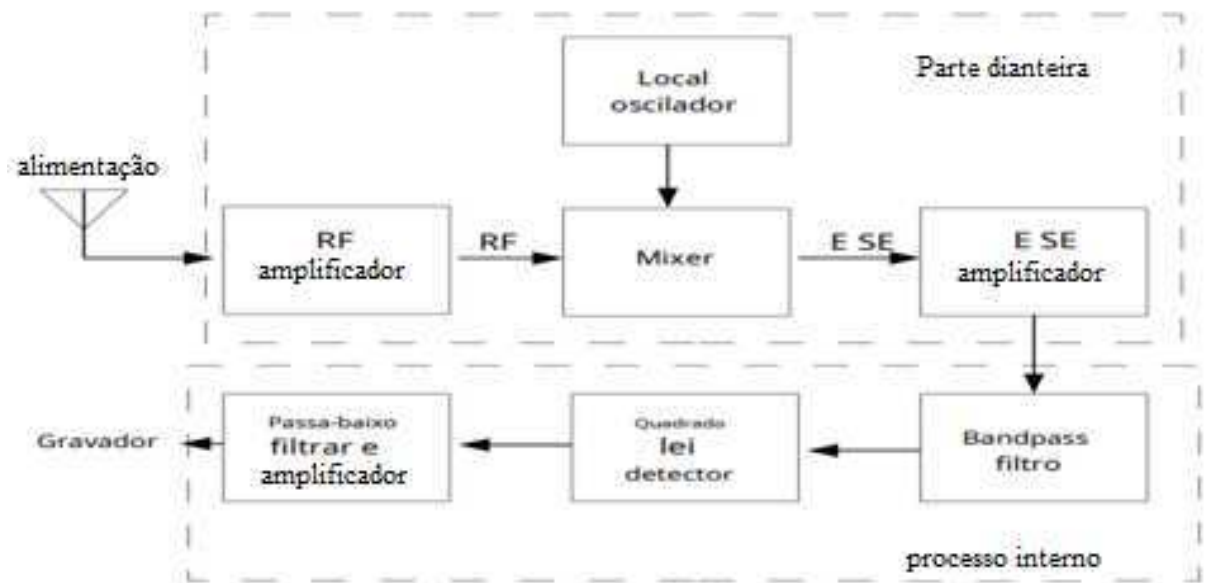 Parte dianteira
Local
oscilador
alimentação
RF
amplificador
RF
Mixer
E SE
E SE
amplificador
Gravador
Passa-baixo
filtrar e
amplificador
Quadrado
lei
detector
Bandpass
filtro
processo interno